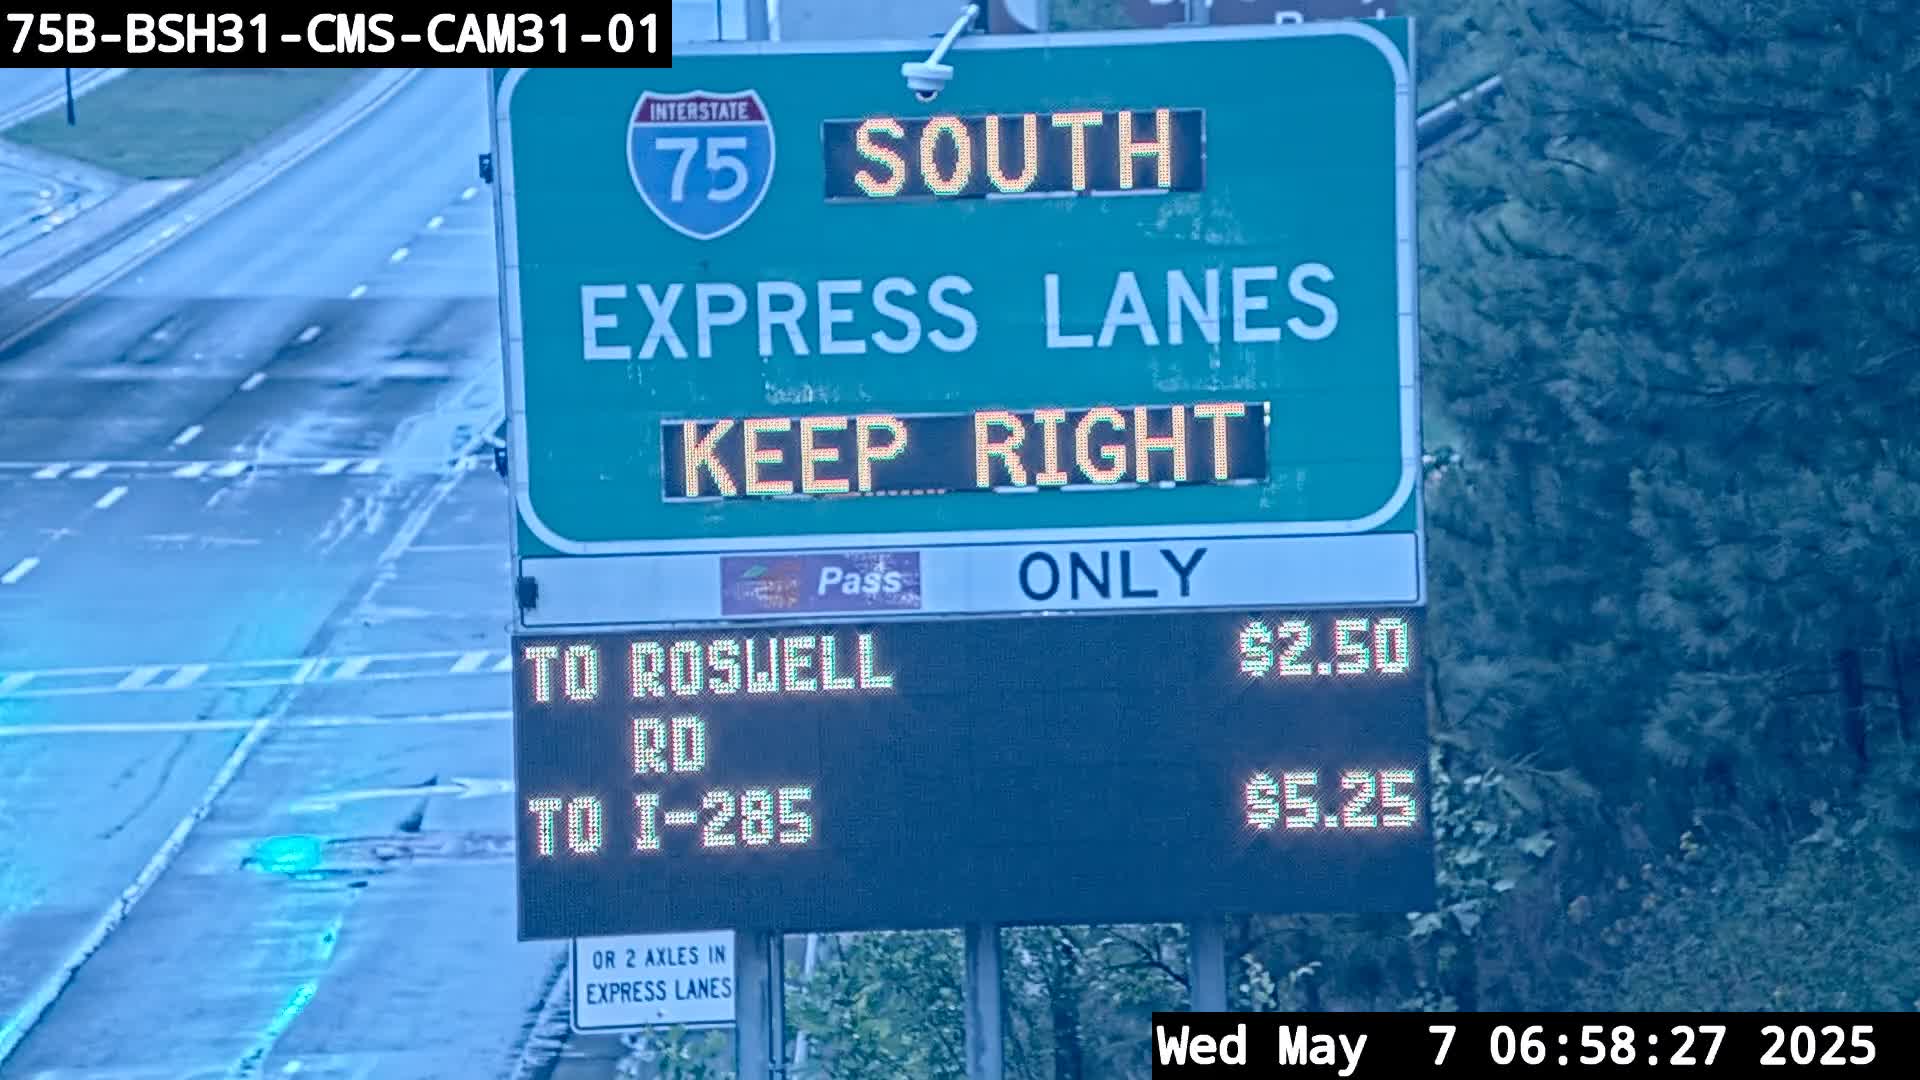 75B-BSH31-CMS-CAM31-01
INTERSTATE
75
SOUTH
EXPRESS LANES
KEEP RIGHT
Pass ONLY
TO ROSWELL $2.50
RD
TO I-285 $5.25
OR 2 AXLES IN
EXPRESS LANES
Wed May 7 06:58:27 2025